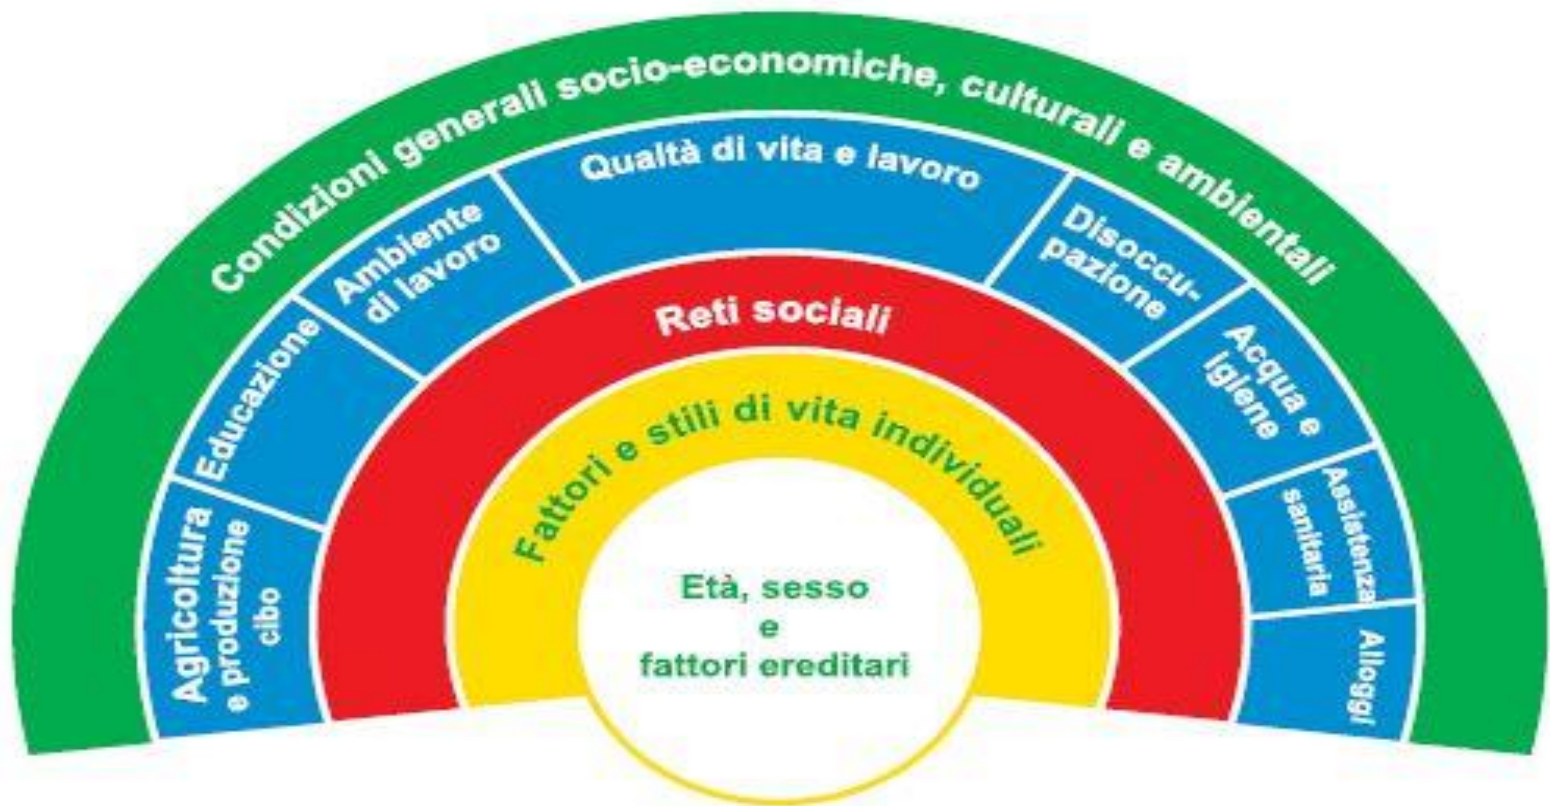 Condizioni generali socio-economiche, culturali e ambientali
Agricoltura
e produzione
cibo
Educazione
Ambiente
di lavoro
Qualtà di vita e lavoro
Disoccu-
pazione
Acqua e
igiene
Assistenza
sanitaria
Alloggi
Reti sociali
Fattori e stili di vita individuali
Età, sesso
e
fattori ereditari